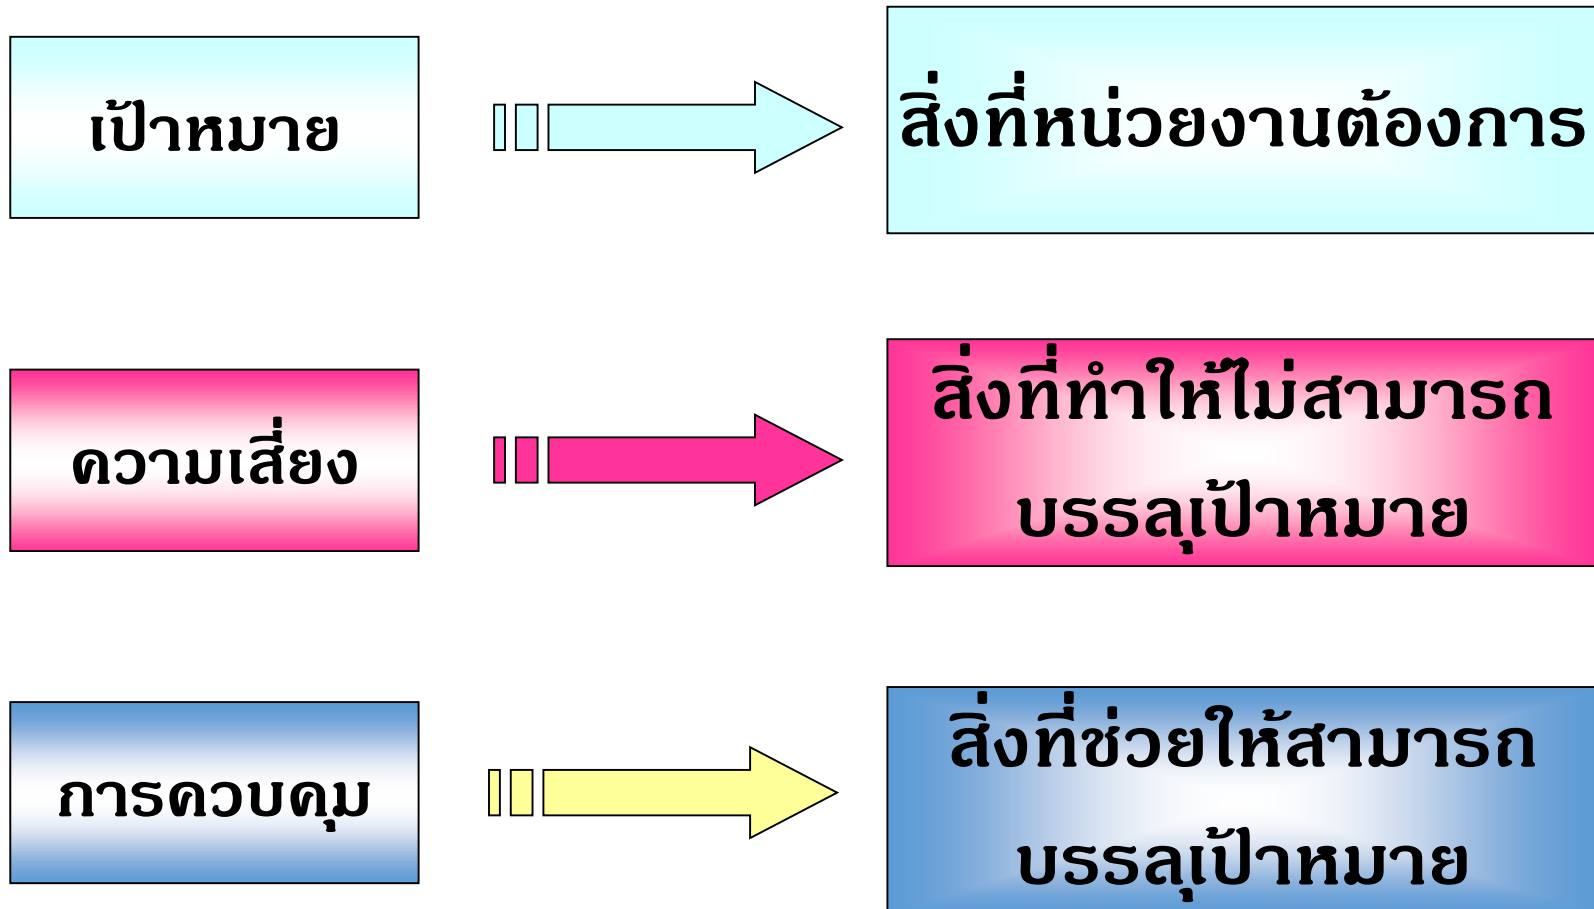 เป้าหมาย
สิ่งที่หน่วยงานต้องการ
ความเสี่ยง
สิ่งที่ทำให้ไม่สามารถ
บรรลุเป้าหมาย
การควบคุม
สิ่งที่ช่วยให้สามารถ
บรรลุเป้าหมาย